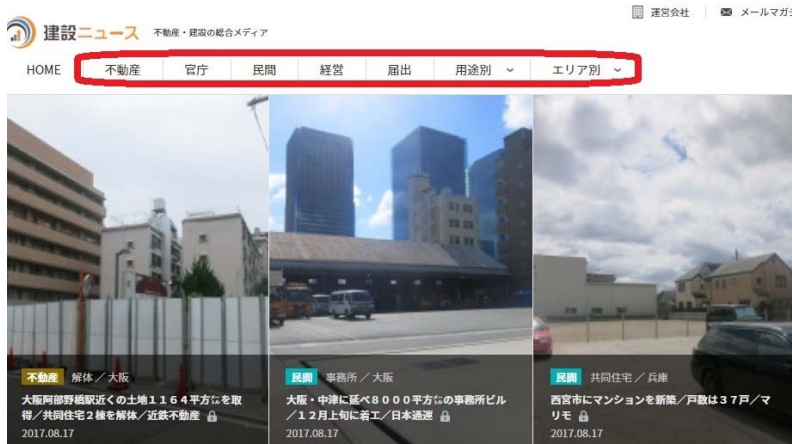 運営会社
メールマガジ
建設ニュース
不動産・建設の総合メディア
HOME 不動産 官庁 民間 経営 届出 用途別 エリア別
不動産 解体／大阪
大阪阿部野橋駅近くの土地１１６４平方㍍を取
得／共同住宅２棟を解体／近鉄不動産
2017.08.17
民間 事務所／大阪
大阪・中津に延べ８０００平方㍍の事務所ビル
／１２月上旬に着工／日本通運
2017.08.17
民間 共同住宅／兵庫
西宮市にマンションを新築／戸数は３７戸／マ
リモ
2017.08.17